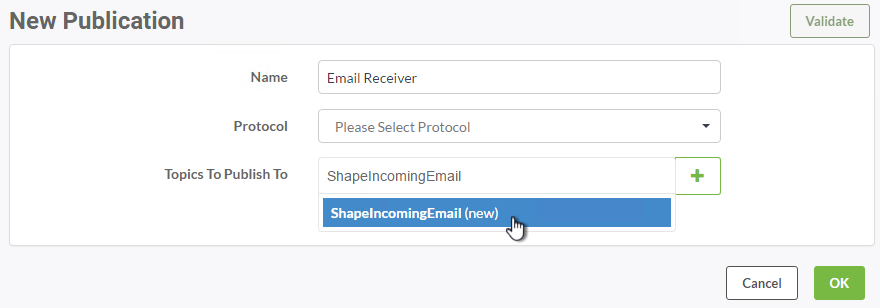 New Publication
Validate
Name
Email Receiver
Protocol
Please Select Protocol
Topics To Publish To
ShapeIncomingEmail
+
ShapeIncomingEmail (new)
Cancel
OK